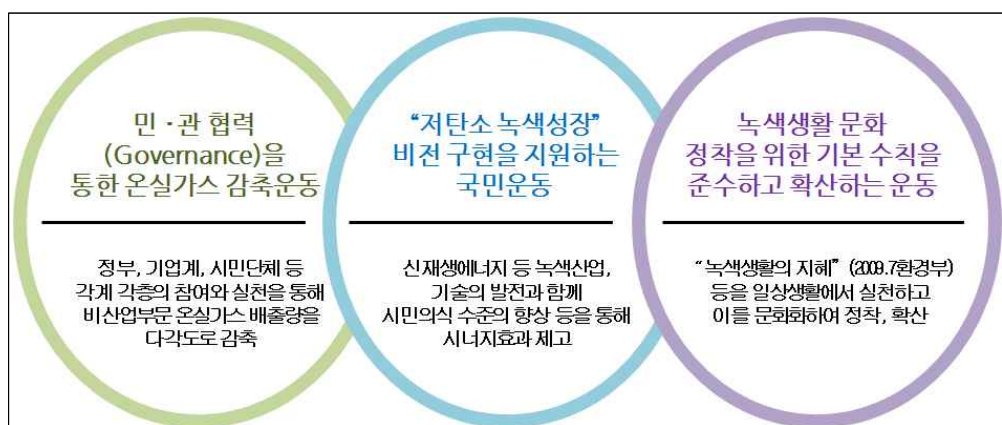 민·관 협력
(Governance)을
통한 온실가스 감축운동
정부, 기업계, 시민단체 등
각계 각층의 참여와 실천을 통해
비산업부문 온실가스 배출량을
다각도로 감축
“저탄소 녹색성장”
비전 구현을 지원하는
국민운동
신재생에너지 등 녹색산업,
기술의 발전과 함께
시민의식 수준의 향상 등을 통해
시너지효과 제고
녹색생활 문화
정착을 위한 기본 수칙을
준수하고 확산하는 운동
“녹색생활의 지혜” (2009.7환경부)
등을 일상생활에서 실천하고
이를 문화화하여 정착, 확산